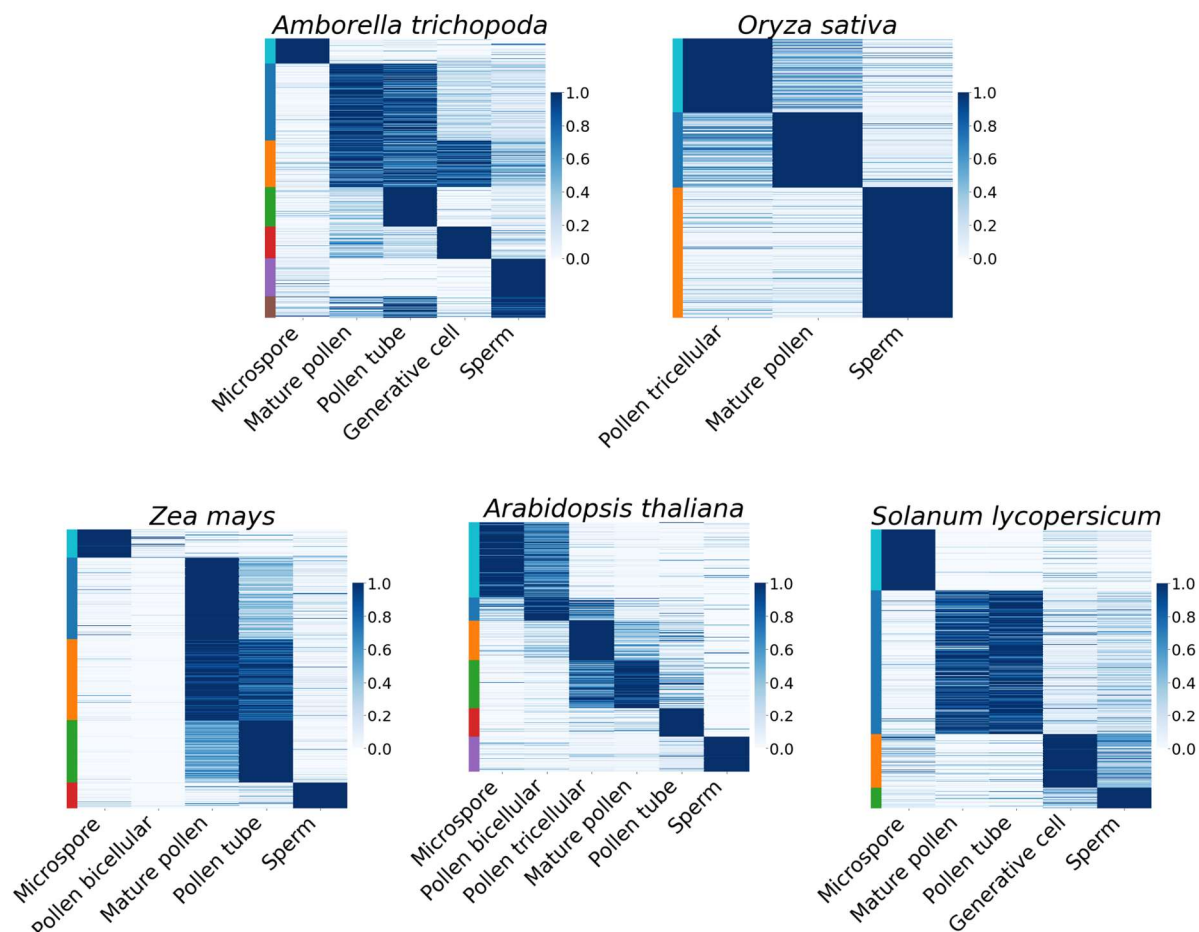 Amborella trichopoda
1.0
0.8
0.6
0.4
0.2
0.0
Microspore
Mature pollen
Pollen tube
Generative cell
Sperm
Oryza sativa
1.0
0.8
0.6
0.4
0.2
0.0
Pollen tricellular
Mature pollen
Sperm
Zea mays
1.0
0.8
0.6
0.4
0.2
0.0
Microspore
Pollen bicellular
Mature pollen
Pollen tube
Sperm
Arabidopsis thaliana
1.0
0.8
0.6
0.4
0.2
0.0
Microspore
Pollen bicellular
Pollen tricellular
Mature pollen
Pollen tube
Sperm
Solanum lycopersicum
1.0
0.8
0.6
0.4
0.2
0.0
Microspore
Mature pollen
Pollen tube
Generative cell
Sperm